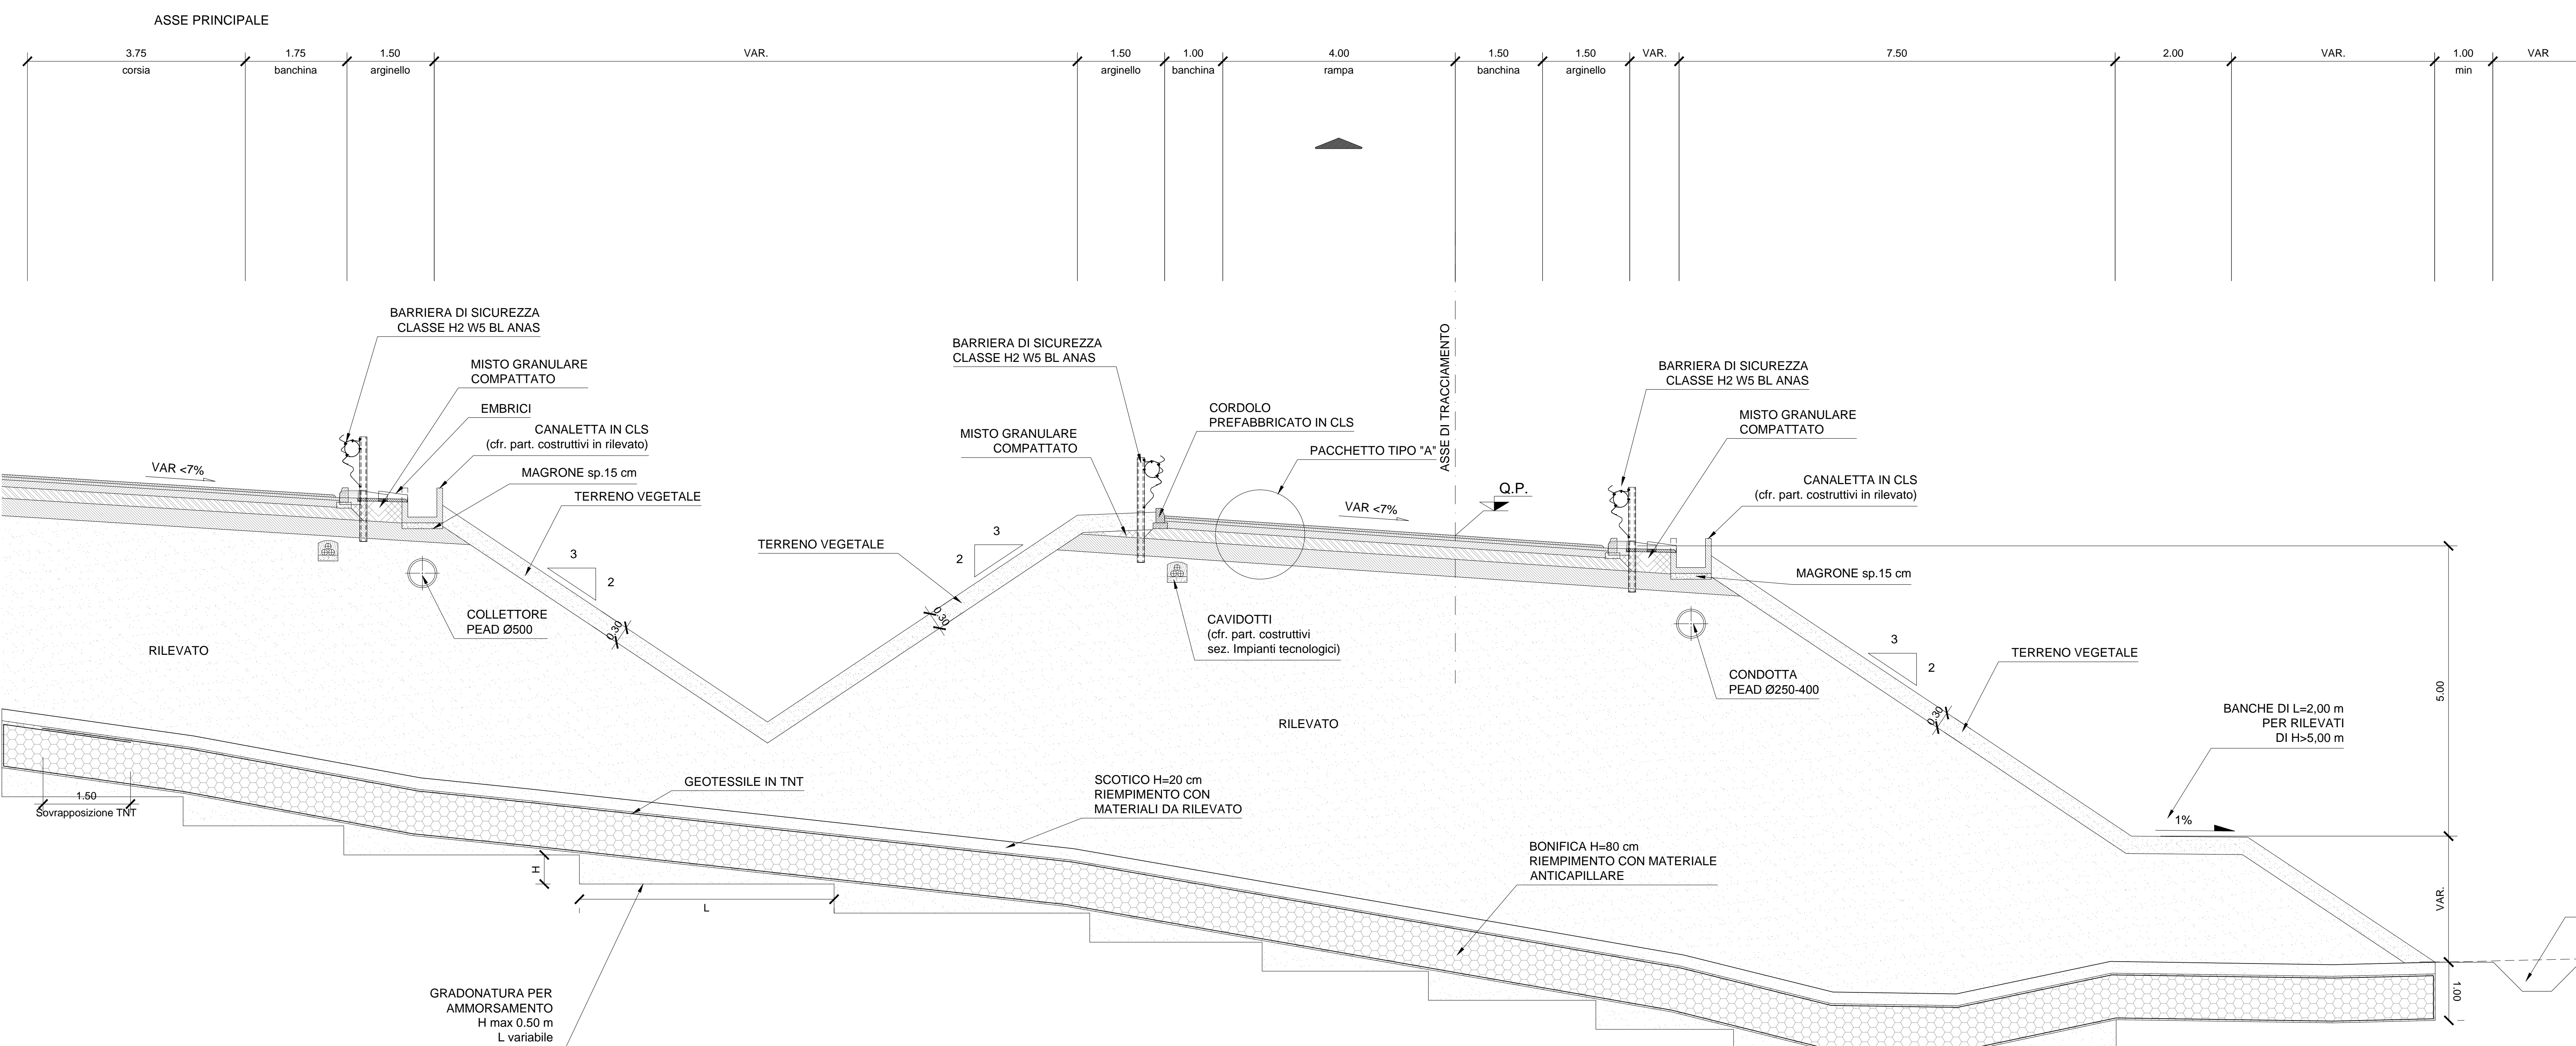 ASSE PRINCIPALE
3.75
1.75
1.50
VAR.
1.50
1.00
4.00
1.50
1.50
VAR.
7.50
2.00
VAR.
1.00
VAR
corsia
banchina
arginello
arginello
banchina
rampa
banchina
arginello
min
BARRIERA DI SICUREZZA
CLASSE H2 W5 BL ANAS
MISTO GRANULARE
COMPATTATO
EMBRICI
CANALETTA IN CLS
(cfr. part. costruttivi in rilevato)
MAGRONE sp.15 cm
TERRENO VEGETALE
VAR <7%
3
2
0.30
COLLETTORE
PEAD Ø500
RILEVATO
BARRIERA DI SICUREZZA
CLASSE H2 W5 BL ANAS
MISTO GRANULARE
COMPATTATO
CORDOLO
PREFABBRICATO IN CLS
PACCHETTO TIPO "A"
ASSE DI TRACCIAMENTO
TERRENO VEGETALE
3
2
0.30
VAR <7%
Q.P.
CAVIDOTTI
(cfr. part. costruttivi
sez. Impianti tecnologici)
RILEVATO
BARRIERA DI SICUREZZA
CLASSE H2 W5 BL ANAS
MISTO GRANULARE
COMPATTATO
CANALETTA IN CLS
(cfr. part. costruttivi in rilevato)
MAGRONE sp.15 cm
3
2
TERRENO VEGETALE
0.30
CONDOTTA
PEAD Ø250-400
BANCHE DI L=2,00 m
PER RILEVATI
DI H>5,00 m
1%
5.00
VAR.
1.00
1.50
Sovrapposizione TNT
GEOTESSILE IN TNT
SCOTICO H=20 cm
RIEMPIMENTO CON
MATERIALI DA RILEVATO
BONIFICA H=80 cm
RIEMPIMENTO CON MATERIALE
ANTICAPILLARE
H
L
GRADONATURA PER
AMMORSAMENTO
H max 0.50 m
L variabile